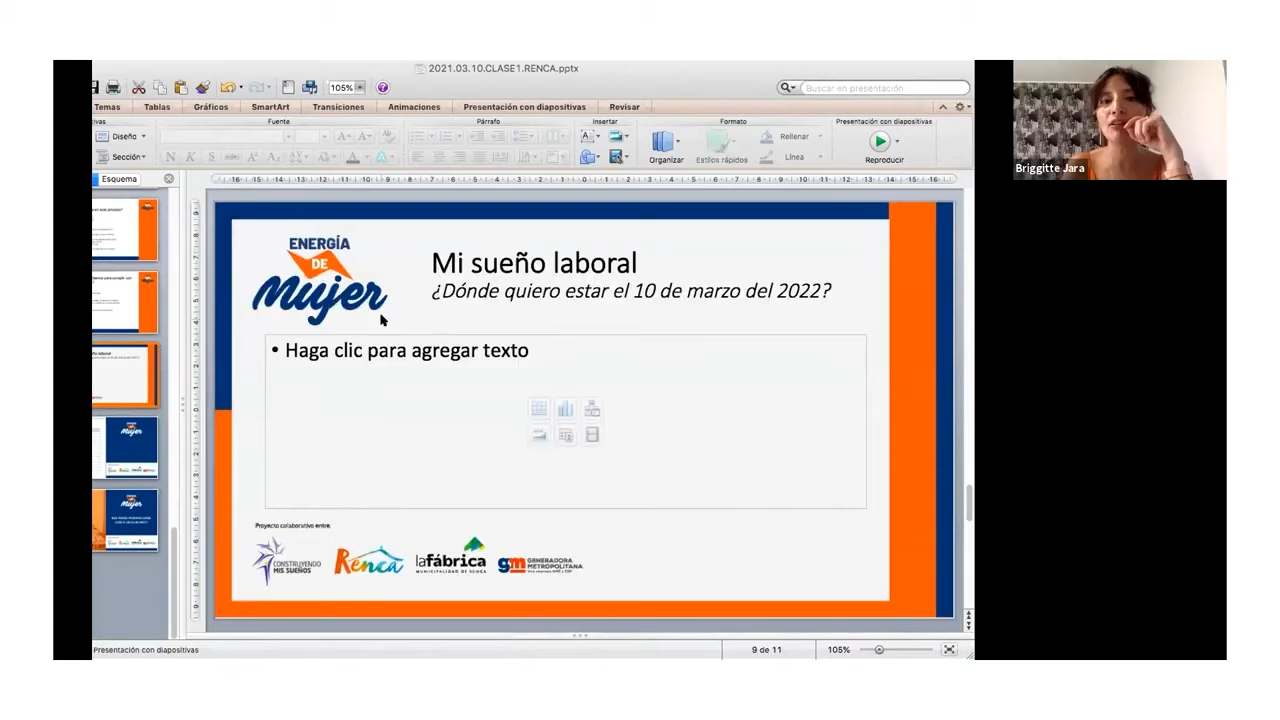 2021.03.10.CLASE1.RENCA.pptx
105%
Buscar en presentación
Temas
Tablas
Gráficos
SmartArt
Transiciones
Animaciones
Presentación con diapositivas
Revisar
Fuente
Párrafo
Insertar
Formato
Presentación con diapositivas
Diseño
Sección
Organizar
Estilos rápidos
Rellenar
Línea
Reproducir
Esquema
Briggitte Jara
ENERGÍA
DE
Mujer
Mi sueño laboral
¿Dónde quiero estar el 10 de marzo del 2022?
• Haga clic para agregar texto
Proyecto colaborativo entre:
CONSTRUYENDO
MIS SUEÑOS
Renca
lafábrica
MUNICIPALIDAD DE RENCA
gm GENERADORA
METROPOLITANA
Presentación con diapositivas
9 de 11
105%